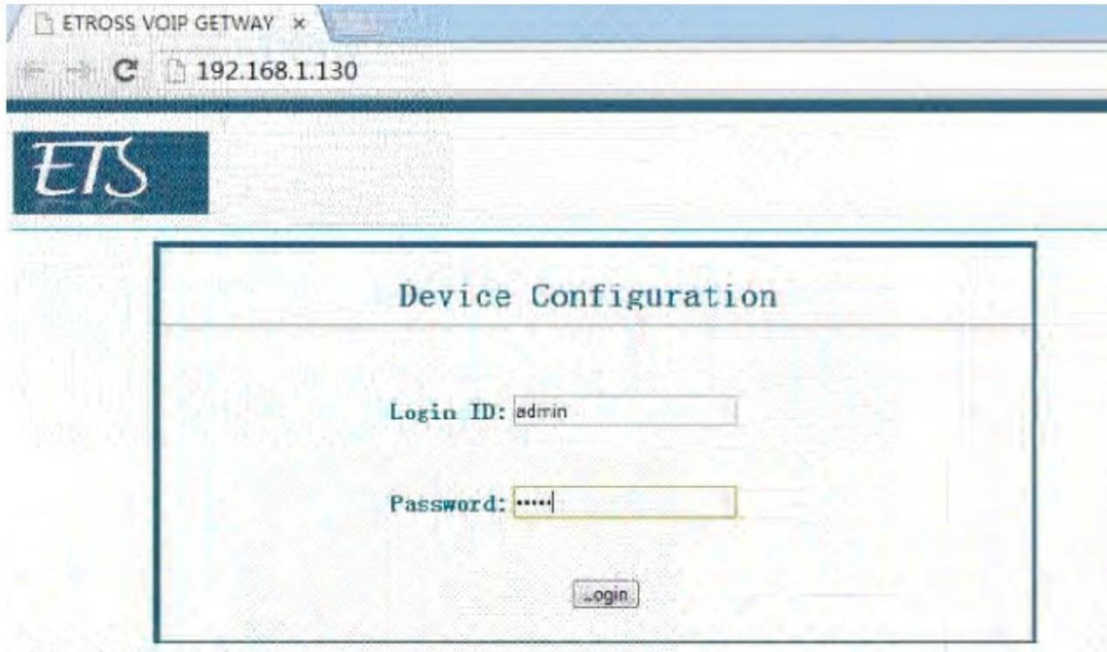 ETROSS VOIP GETWAY ×
192.168.1.130
ETS
Device Configuration
Login ID: admin
Password: •••••
Login